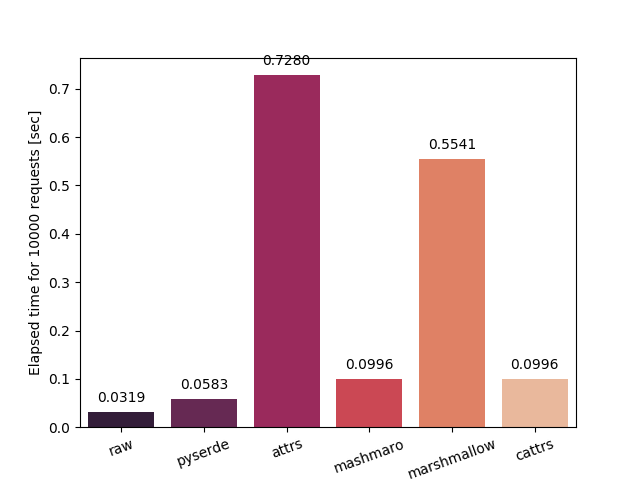 0.7280
0.7
0.6
0.5541
0.5
0.4
0.3
0.2
0.0996
0.0996
0.1
0.0583
0.0319
0.0
Elapsed time for 10000 requests [sec]
raw
pyserde
attrs
mashmaro
marshmallow
cattrs